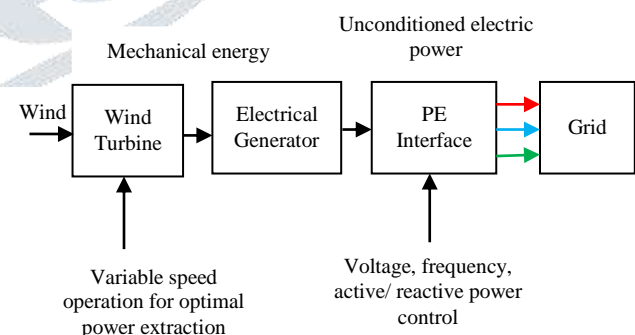 Unconditioned electric
power
Mechanical energy
Wind
Wind
Turbine
Electrical
Generator
PE
Interface
Grid
Variable speed
operation for optimal
power extraction
Voltage, frequency,
active/ reactive power
control